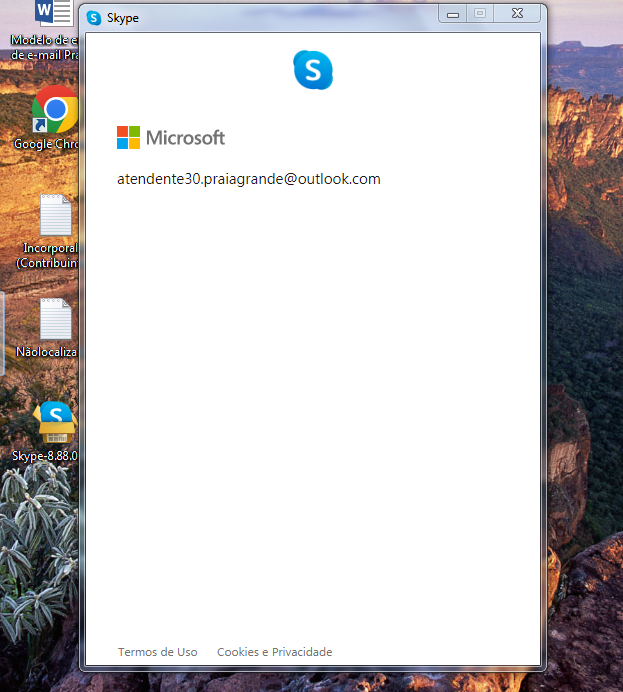 Skype
S
Microsoft
atendente30.praiagrande@outlook.com
Termos de Uso Cookies e Privacidade
W
Modelo de e
de e-mail Pra
Google Chro
Incorporal
(Contribuin
Nãolocaliza
S
Skype-8.88.0